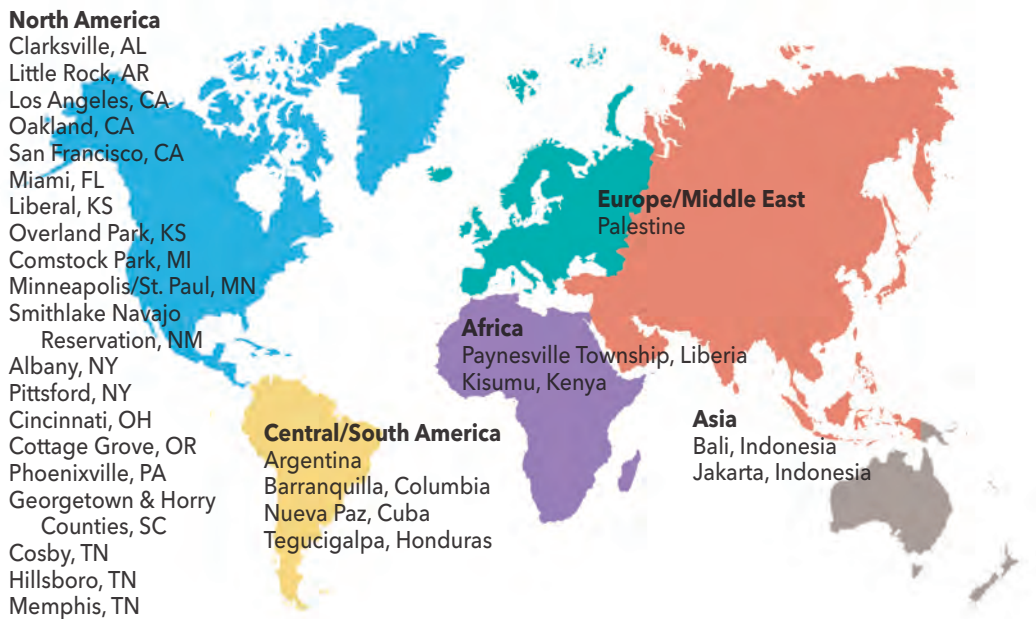 North America
Clarksville, AL
Little Rock, AR
Los Angeles, CA
Oakland, CA
San Francisco, CA
Miami, FL
Liberal, KS
Overland Park, KS
Comstock Park, MI
Minneapolis/St. Paul, MN
Smithlake Navajo
Reservation, NM
Albany, NY
Pittsford, NY
Cincinnati, OH
Cottage Grove, OR
Phoenixville, PA
Georgetown & Horry
Counties, SC
Cosby, TN
Hillsboro, TN
Memphis, TN
Central/South America
Argentina
Barranquilla, Columbia
Nueva Paz, Cuba
Tegucigalpa, Honduras
Europe/Middle East
Palestine
Africa
Paynesville Township, Liberia
Kisumu, Kenya
Asia
Bali, Indonesia
Jakarta, Indonesia